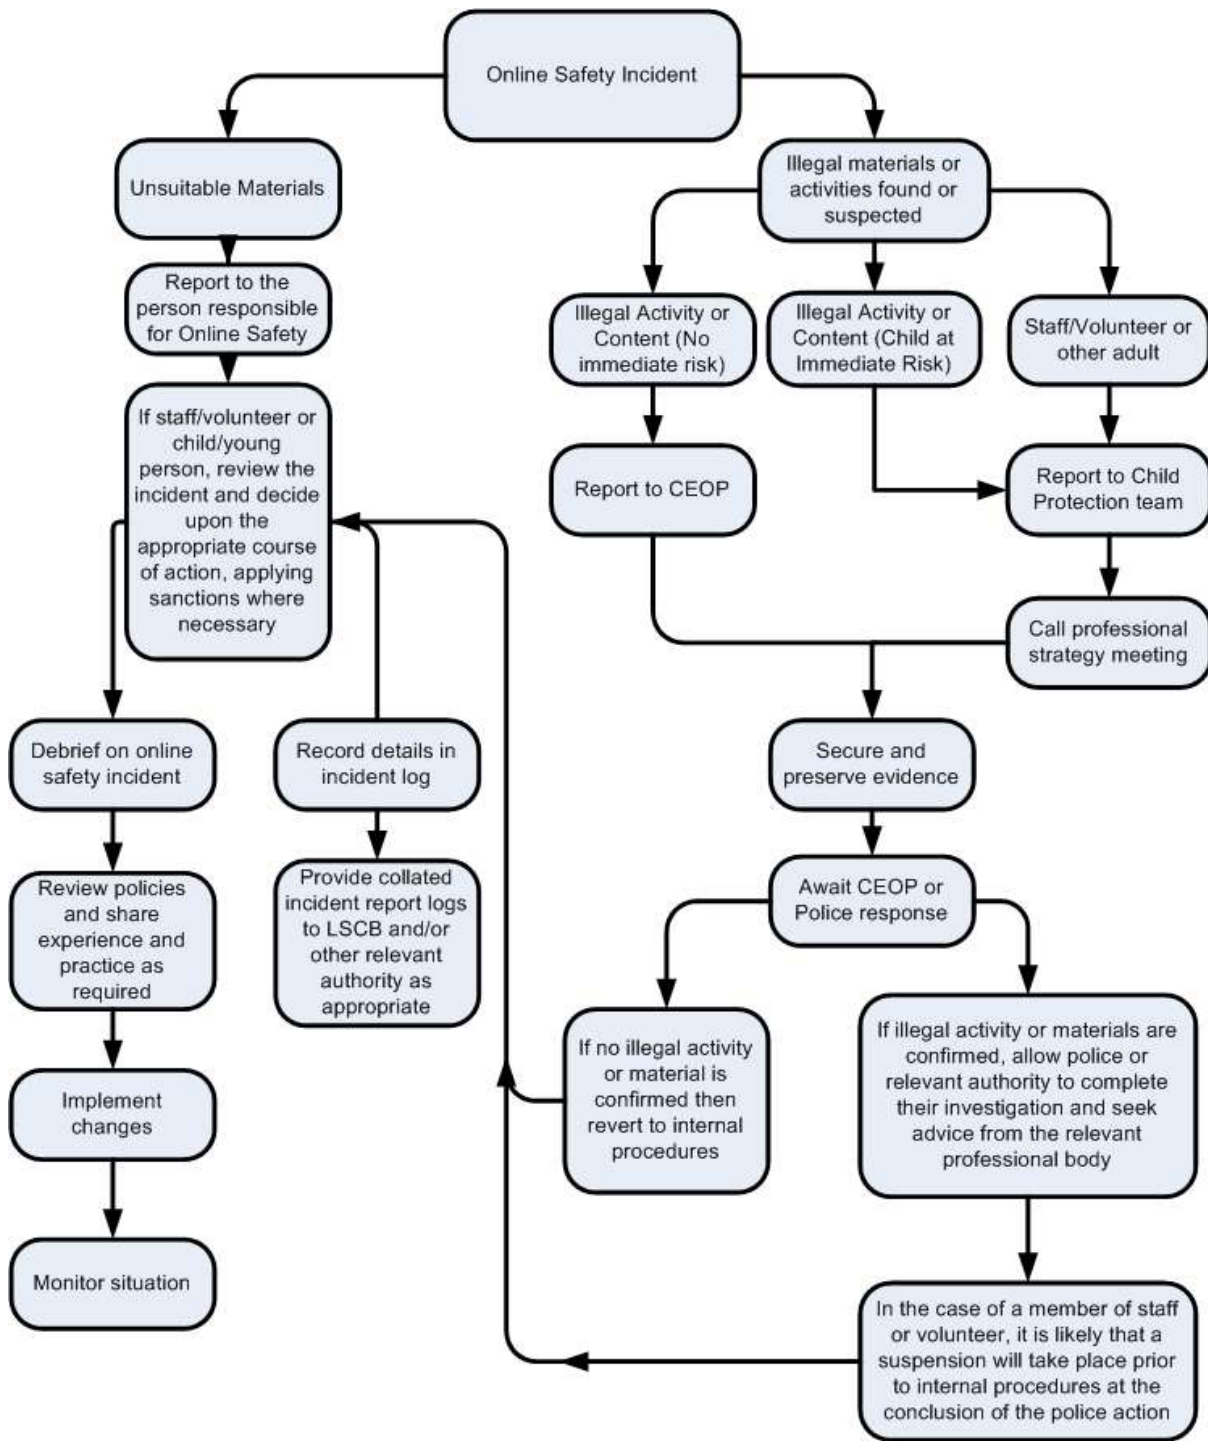 Online Safety Incident
Unsuitable Materials
Report to the
person responsible
for Online Safety
If staff/volunteer or
child/young
person, review the
incident and decide
upon the
appropriate course
of action, applying
sanctions where
necessary
Debrief on online
safety incident
Review policies
and share
experience and
practice as
required
Implement
changes
Monitor situation
Record details in
incident log
Provide collated
incident report logs
to LSCB and/or
other relevant
authority as
appropriate
Illegal materials or
activities found or
suspected
Illegal Activity or
Content (No
immediate risk)
Illegal Activity or
Content (Child at
Immediate Risk)
Staff/Volunteer or
other adult
Report to CEOP
Report to Child
Protection team
Call professional
strategy meeting
Secure and
preserve evidence
Await CEOP or
Police response
If no illegal activity
or material is
confirmed then
revert to internal
procedures
If illegal activity or materials are
confirmed, allow police or
relevant authority to complete
their investigation and seek
advice from the relevant
professional body
In the case of a member of staff
or volunteer, it is likely that a
suspension will take place prior
to internal procedures at the
conclusion of the police action